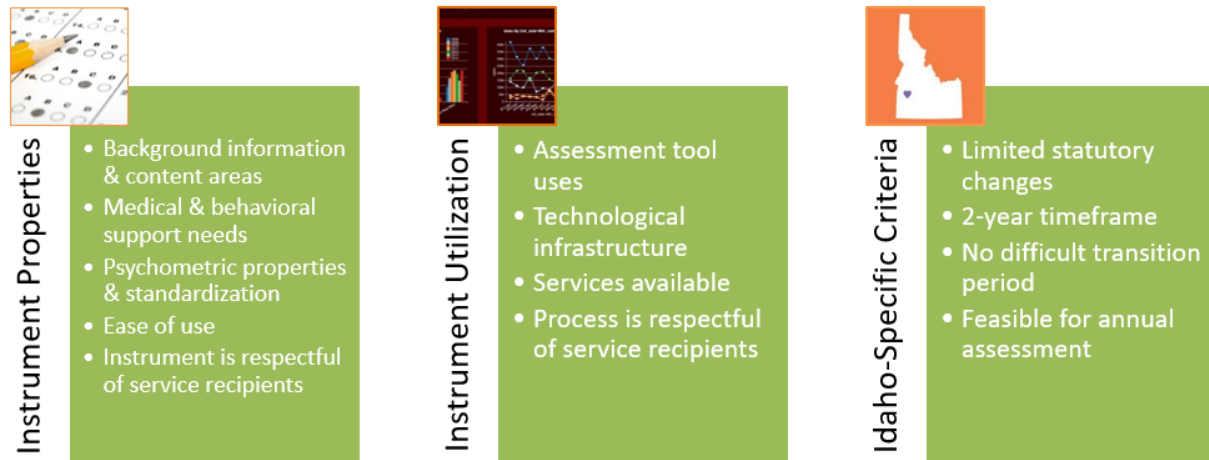 Instrument Properties
• Background information
& content areas
• Medical & behavioral
support needs
• Psychometric properties
& standardization
• Ease of use
• Instrument is respectful
of service recipients
Instrument Utilization
• Assessment tool
uses
• Technological
infrastructure
• Services available
• Process is respectful
of service recipients
Idaho-Specific Criteria
• Limited statutory
changes
• 2-year timeframe
• No difficult transition
period
• Feasible for annual
assessment